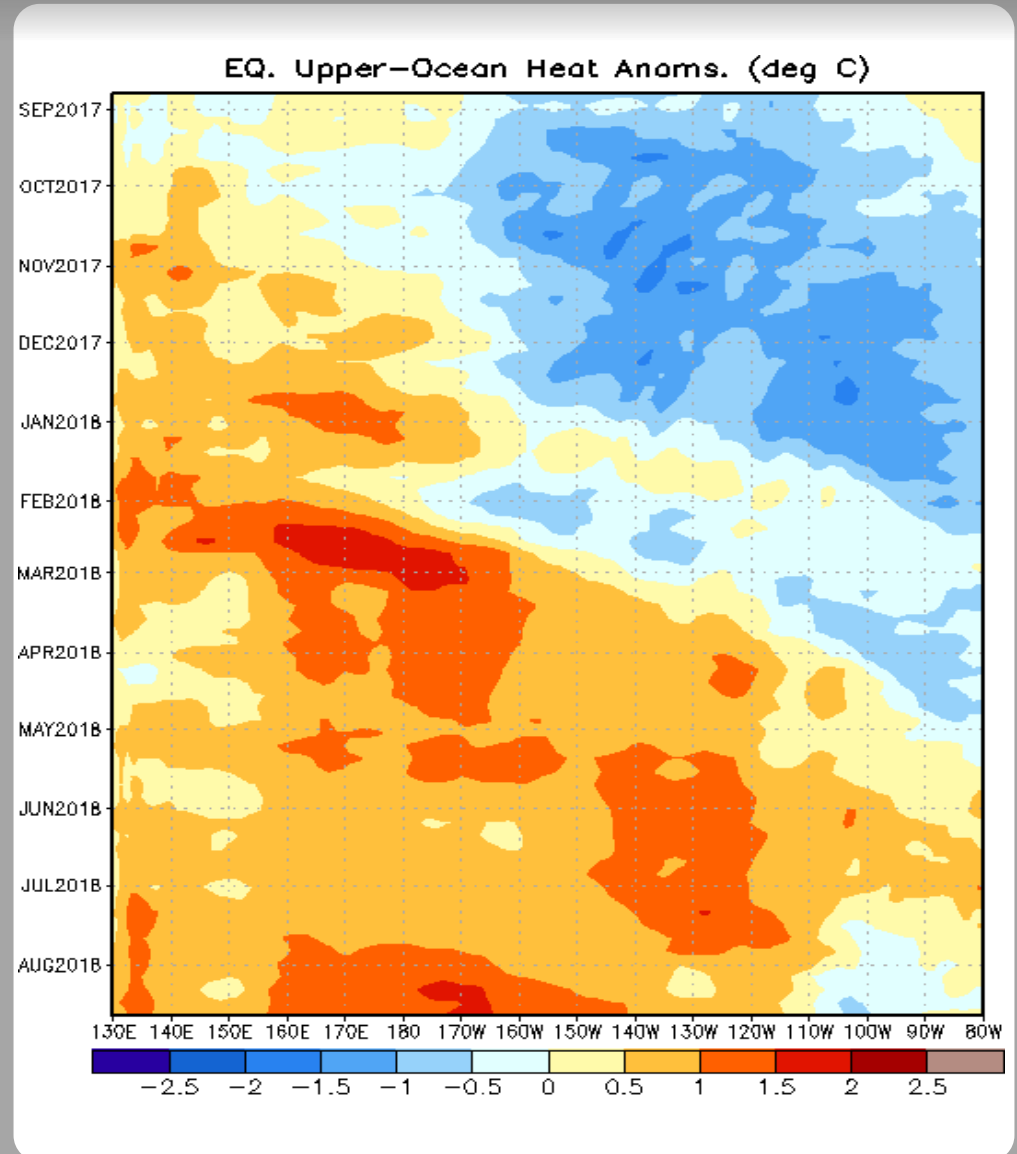 EQ. Upper-Ocean Heat Anoms. (deg C)
SEP2017
OCT2017
NOV2017
DEC2017
JAN2018
FEB2018
MAR2018
APR2018
MAY2018
JUN2018
JUL2018
AUG2018
130E 140E 150E 160E 170E 180 170W 160W 150W 140W 130W 120W 110W 100W 90W 80W
-2.5 -2 -1.5 -1 -0.5 0 0.5 1 1.5 2 2.5